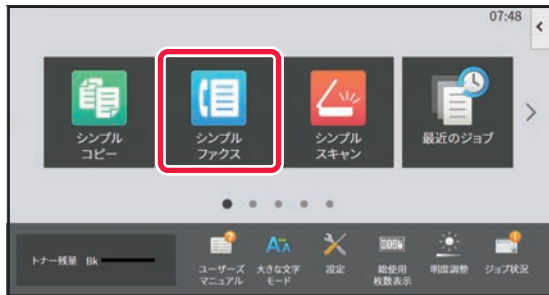 07:48
シンプル
コピー
シンプル
ファクス
シンプル
スキャン
最近のジョブ
トナー残量 Bk
ユーザーズ
マニュアル
大きな文字
モード
設定
総使用
枚数表示
明度調整
ジョブ状況